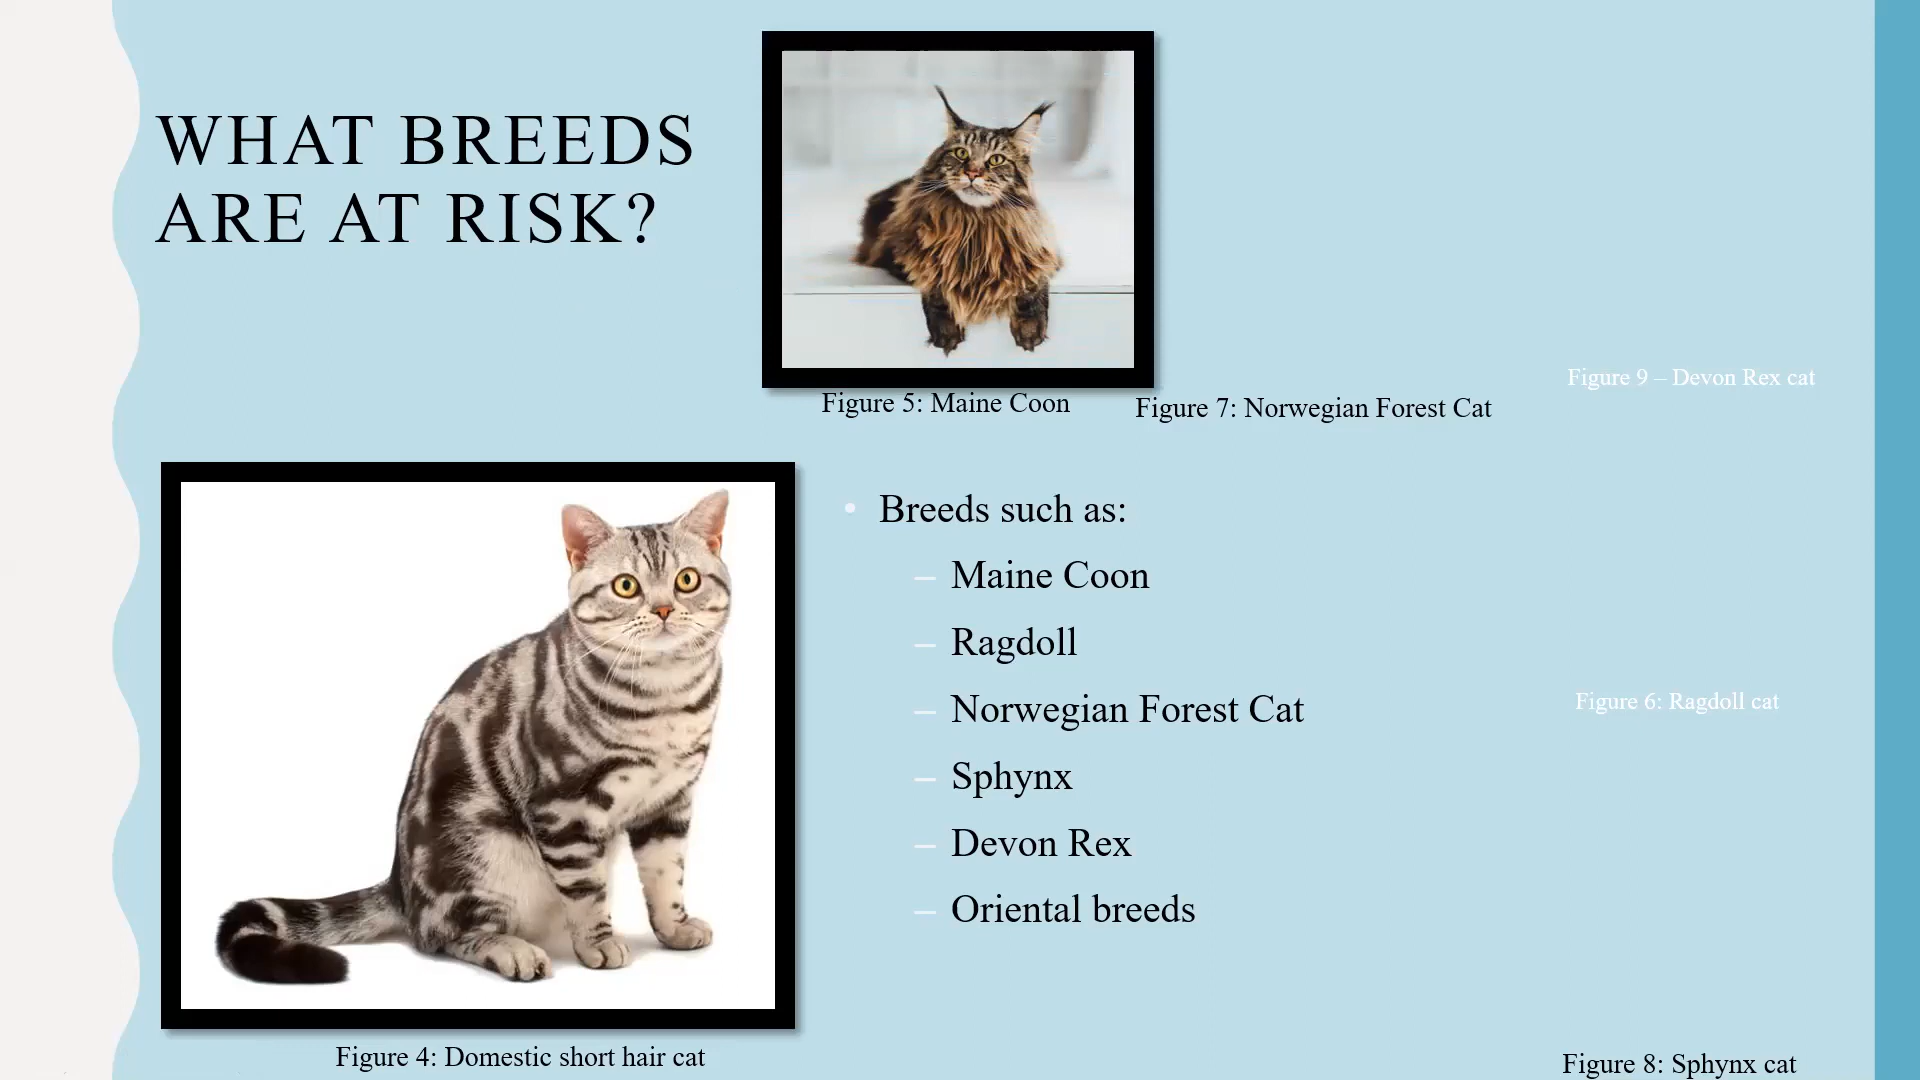 WHAT BREEDS
ARE AT RISK?
Figure 5: Maine Coon
Figure 7: Norwegian Forest Cat
Figure 9 – Devon Rex cat
• Breeds such as:
– Maine Coon
– Ragdoll
– Norwegian Forest Cat
– Sphynx
– Devon Rex
– Oriental breeds
Figure 6: Ragdoll cat
Figure 4: Domestic short hair cat
Figure 8: Sphynx cat